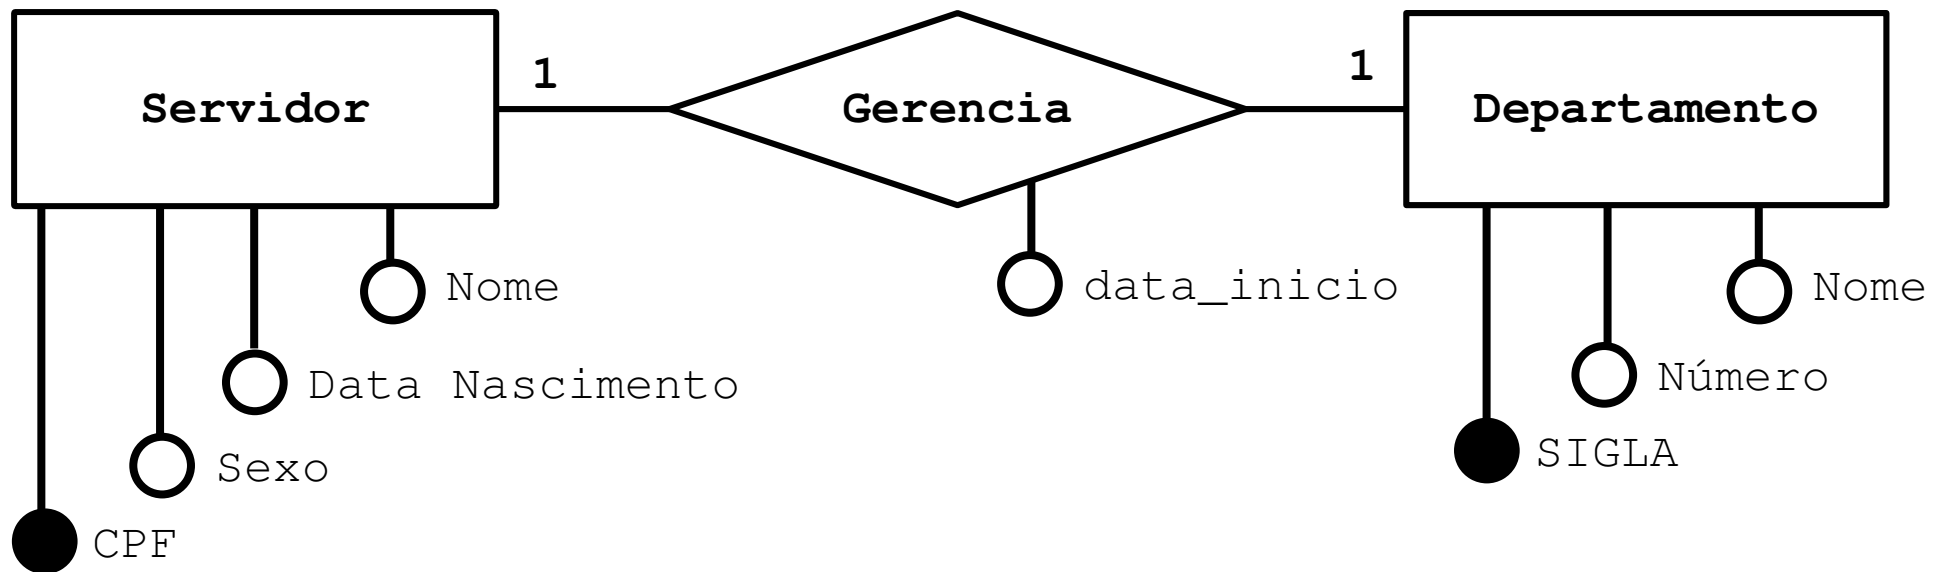 Servidor
1
Gerencia
1
Departamento
Nome
data_inicio
Nome
Data Nascimento
Número
Sexo
SIGLA
CPF